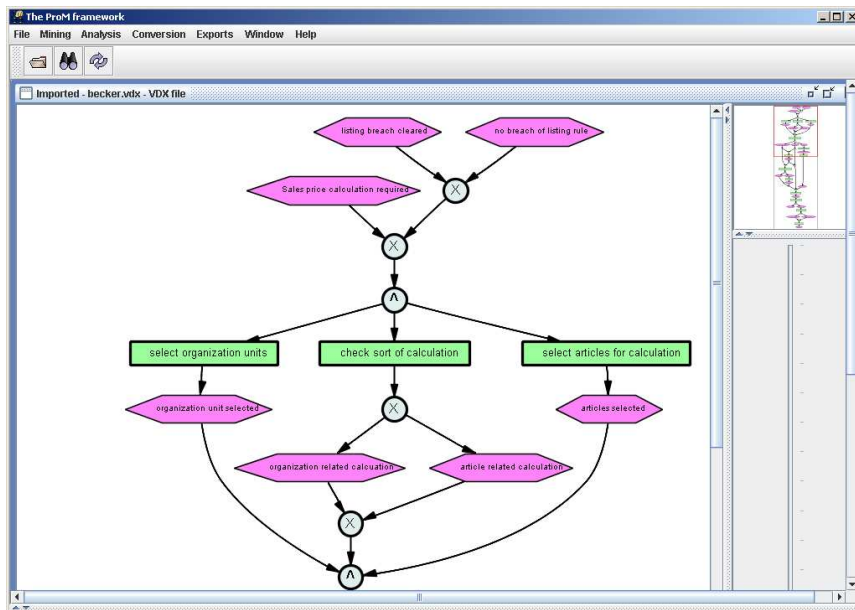 The ProM framework
File Mining Analysis Conversion Exports Window Help
Imported - becker.vdx - VDX file
listing breach cleared
no breach of listing rule
Sales price calculation required
X
X
^
select organization units
check sort of calculation
select articles for calculation
organization unit selected
X
articles selected
organization related calcuation
article related calculation
X
^